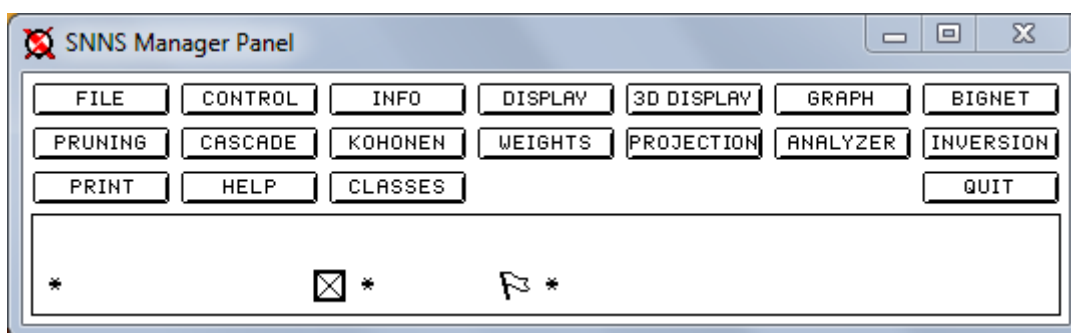 SNNS Manager Panel
FILE CONTROL INFO DISPLAY 3D DISPLAY GRAPH BIGNET
PRUNING CASCADE KOHONEN WEIGHTS PROJECTION ANALYZER INVERSION
PRINT HELP CLASSES QUIT
* * *